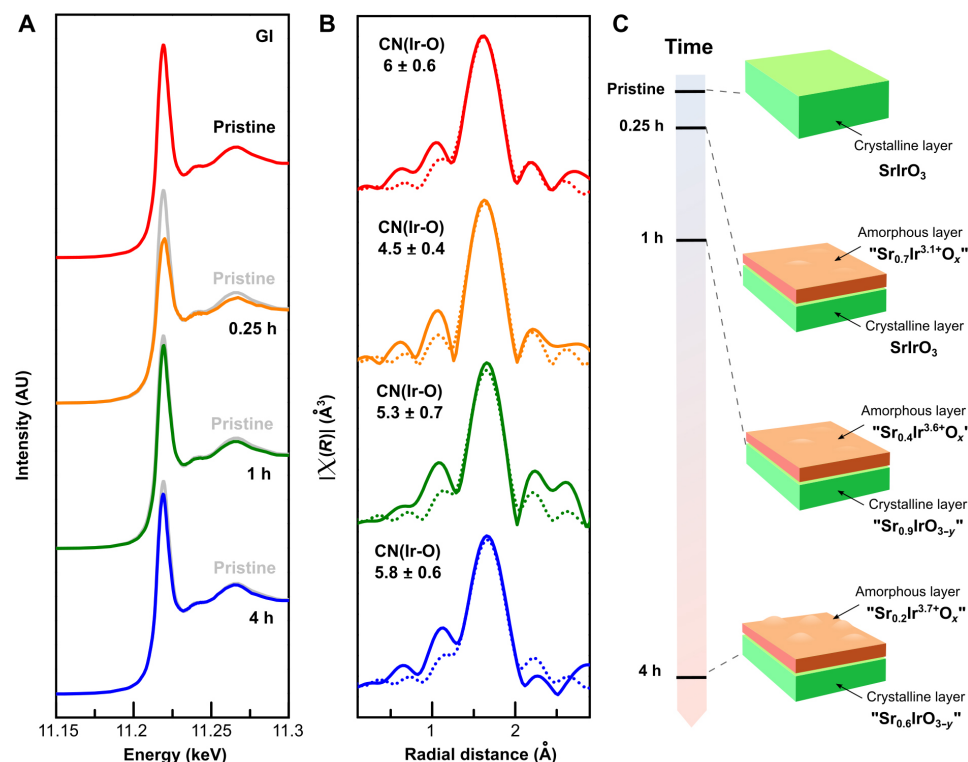 A
GI
Pristine
Pristine
0.25 h
Pristine
1 h
Pristine
4 h
Intensity (AU)
11.15 11.2 11.25 11.3
Energy (keV)
B
CN(Ir-O)
6 ± 0.6
CN(Ir-O)
4.5 ± 0.4
CN(Ir-O)
5.3 ± 0.7
CN(Ir-O)
5.8 ± 0.6
|χ(R)| (Å³)
1 2
Radial distance (Å)
C
Time
Pristine
0.25 h
1 h
4 h
Crystalline layer
SrIrO₃
Amorphous layer
"Sr₀.₇Ir³·¹⁺Oₓ"
Crystalline layer
SrIrO₃
Amorphous layer
"Sr₀.₄Ir³·⁶⁺Oₓ"
Crystalline layer
"Sr₀.₉IrO₃₋y"
Amorphous layer
"Sr₀.₂Ir³·⁷⁺Oₓ"
Crystalline layer
"Sr₀.₆IrO₃₋y"